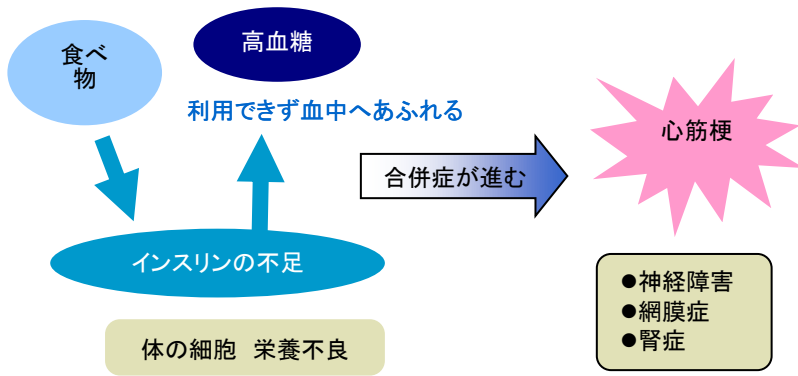 食べ
物
高血糖
利用できず血中へあふれる
インスリンの不足
体の細胞 栄養不良
合併症が進む
心筋梗
●神経障害
●網膜症
●腎症